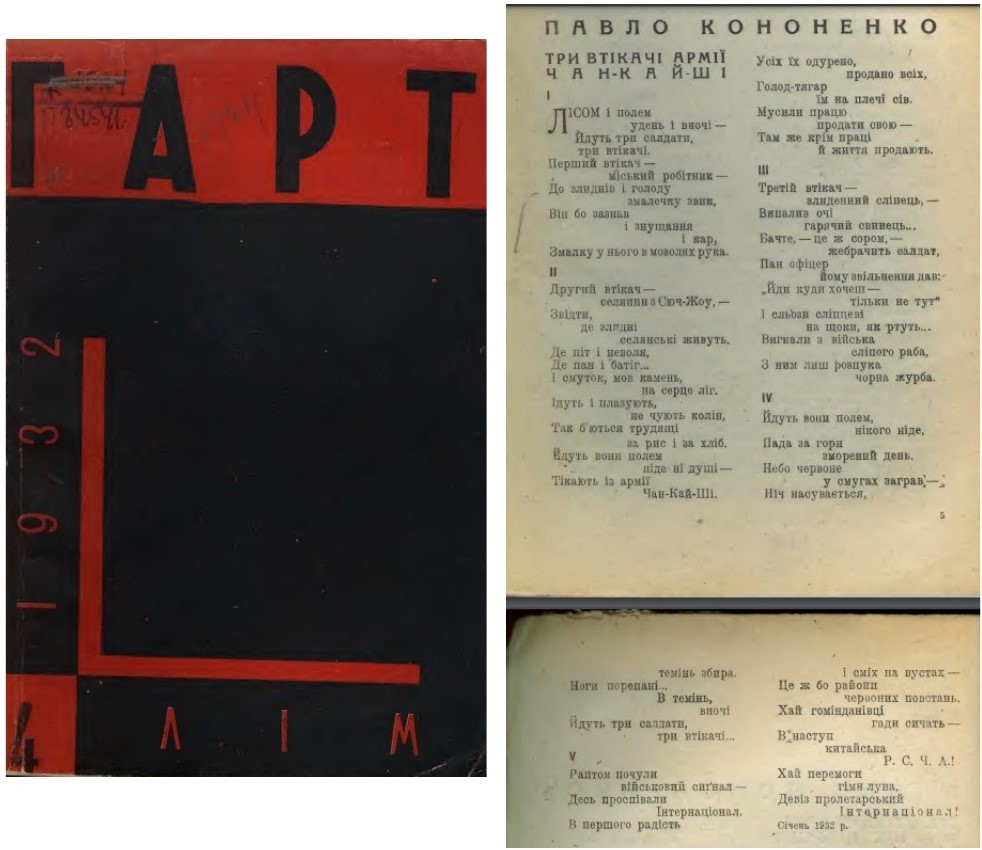 ГАРТ
1932
4
ЛІМ
ПАВЛО КОНОНЕНКО
ТРИ ВТІКАЧІ АРМІЇ
ЧАН-КАЙ-ШІ
I
ЛІСОМ і полем
удень і вночі —
Йдуть три салдати,
три втікачі.
Перший втікач —
міський робітник —
До злиднів і голоду
змалечку звик,
Він бо зазнав
і знущання
і кар,
Змалку у нього в мозолях рука.
II
Другий втікач —
селянин з Сюч-Жоу, —
Звідти,
де злидні
селянські живуть.
Де піт і неволя,
Де пан і батіг...
І смуток, мов камень,
на серце ліг.
Ідуть і плазують,
не чують колін,
Так б'ються трудящі
за рис і за хліб.
Йдуть вони полем
ніде ні душі —
Тікають із армії
Чан-Кай-Ші.
Усіх їх одурено,
продано всіх,
Голод-тягар
їм на плечі сів.
Мусили працю
продати свою —
Там же крім праці
й життя продають.
III
Третій втікач —
злиденний сліпець, —
Випалив очі
гарячий свинець...
Бачте, — це ж сором, —
жебрачить салдат,
Пан офіцер
йому звільнення дав:
„Йди куди хочеш —
тільки не тут“
І сльози сліпцеві
на щоки, як ртуть...
Вигнали з війська
сліпого раба,
З ним лиш розпука
чорна журба.
IV
Йдуть вони полем,
нікого ніде,
Пада за гори
зморений день.
Небо червоне
у смугах заграв, —
Ніч насувається,
5
темінь збира.
Ноги порепані...
В темінь,
вночі
Йдуть три салдати,
три втікачі...
V
Раптом почули
військовий сиґнал —
Десь проспівали
Інтернаціонал.
В першого радість
і сміх на вустах —
Це ж бо райони
червоних повстань.
Хай гомінданівці
гади сичать —
В наступ
китайська
Р. С. Ч. А.!
Хай перемоги
гімн луна,
Девіз пролетарський
Інтернаціонал!
Січень 1932 р.